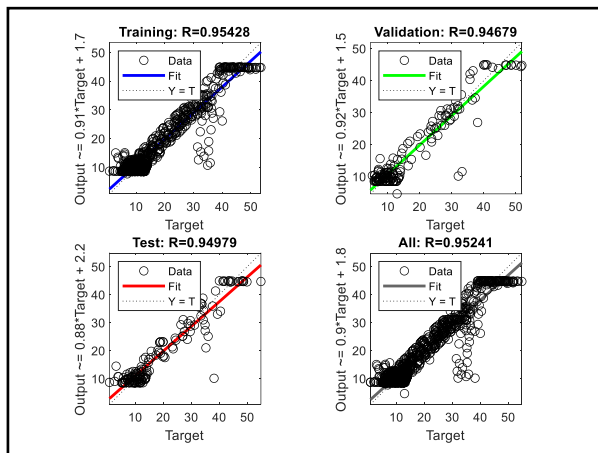 Training: R=0.95428
Output ~= 0.91*Target + 1.7
50
40
30
20
10
Data
Fit
Y = T
10 20 30 40 50
Target
Validation: R=0.94679
Output ~= 0.92*Target + 1.5
50
40
30
20
10
Data
Fit
Y = T
10 20 30 40 50
Target
Test: R=0.94979
Output ~= 0.88*Target + 2.2
50
40
30
20
10
Data
Fit
Y = T
10 20 30 40 50
Target
All: R=0.95241
Output ~= 0.9*Target + 1.8
50
40
30
20
10
Data
Fit
Y = T
10 20 30 40 50
Target